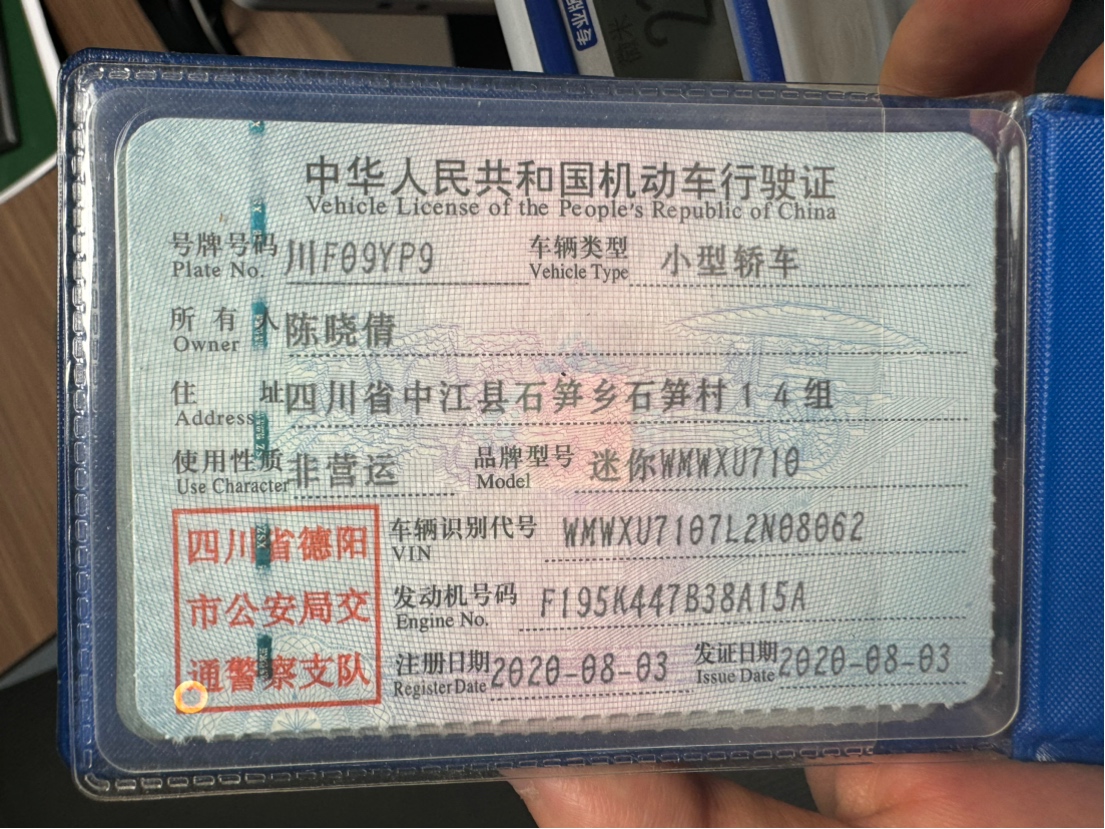 专业
中华人民共和国机动车行驶证
Vehicle License of the People's Republic of China
号牌号码 川F09YP9 车辆类型 小型轿车
Plate No. Vehicle Type
所有人 陈晓倩
Owner
住址 四川省中江县石笋乡石笋村14组
Address
使用性质 非营运 品牌型号 迷你WMWXU710
Use Character Model
四川省德阳
市公安局交
通警察支队
车辆识别代号 WMWXU7107L2N08062
VIN
发动机号码 F195K447B38A15A
Engine No.
注册日期 2020-08-03 发证日期 2020-08-03
Register Date Issue Date